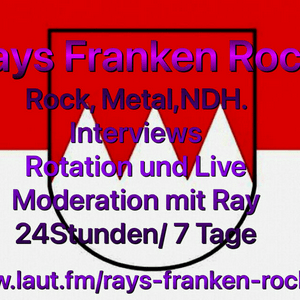 ays Franken Roc
Rock, Metal,NDH.
Interviews
Rotation und Live
Moderation mit Ray
24Stunden/ 7 Tage
w.laut.fm/rays-franken-rock